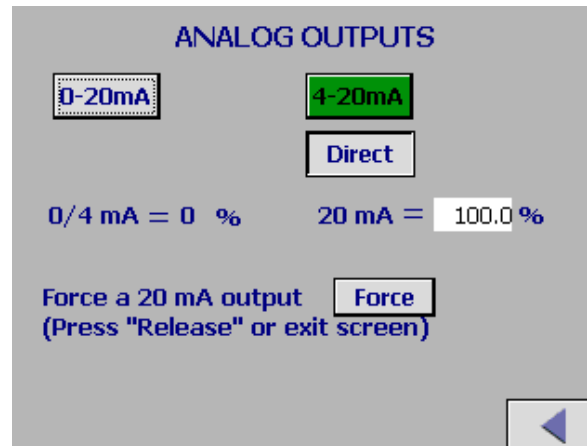 ANALOG OUTPUTS
0-20mA 4-20mA
Direct
0/4 mA = 0 % 20 mA = 100.0 %
Force a 20 mA output Force
(Press "Release" or exit screen)